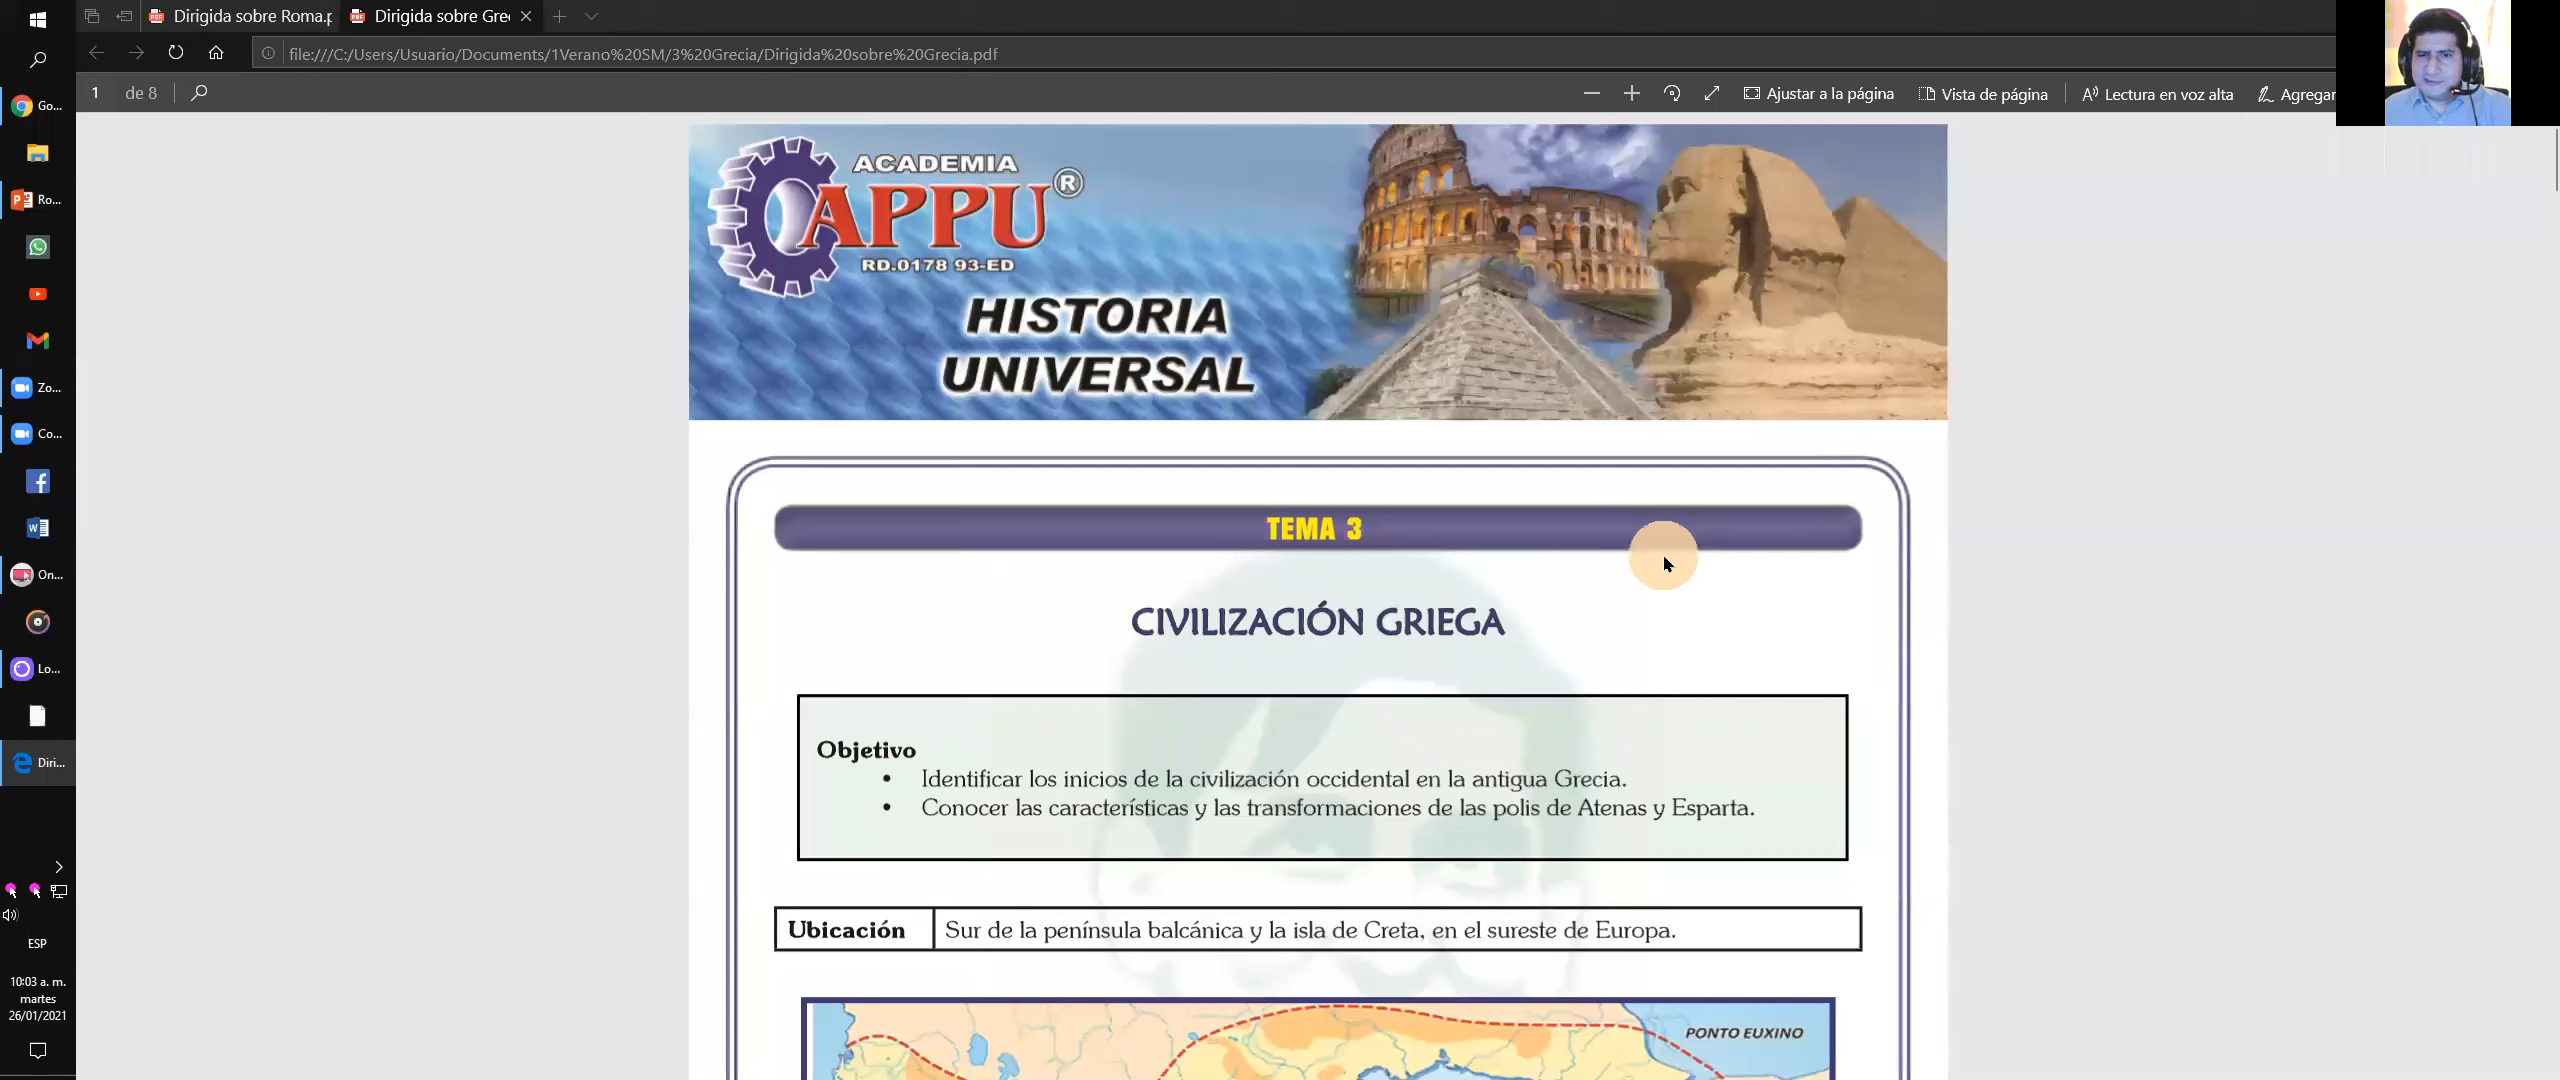 Dirigida sobre Roma.p
Dirigida sobre Gre
file:///C:/Users/Usuario/Documents/1Verano%20SM/3%20Grecia/Dirigida%20sobre%20Grecia.pdf
1 de 8
Ajustar a la página
Vista de página
Lectura en voz alta
Agregar
Go...
Ro...
Zo...
Co...
On...
Lo...
Diri...
ESP
10:03 a. m.
martes
26/01/2021
ACADEMIA
APPU®
RD.0178 93-ED
HISTORIA
UNIVERSAL
TEMA 3
CIVILIZACIÓN GRIEGA
Objetivo
• Identificar los inicios de la civilización occidental en la antigua Grecia.
• Conocer las características y las transformaciones de las polis de Atenas y Esparta.
Ubicación Sur de la península balcánica y la isla de Creta, en el sureste de Europa.
PONTO EUXINO